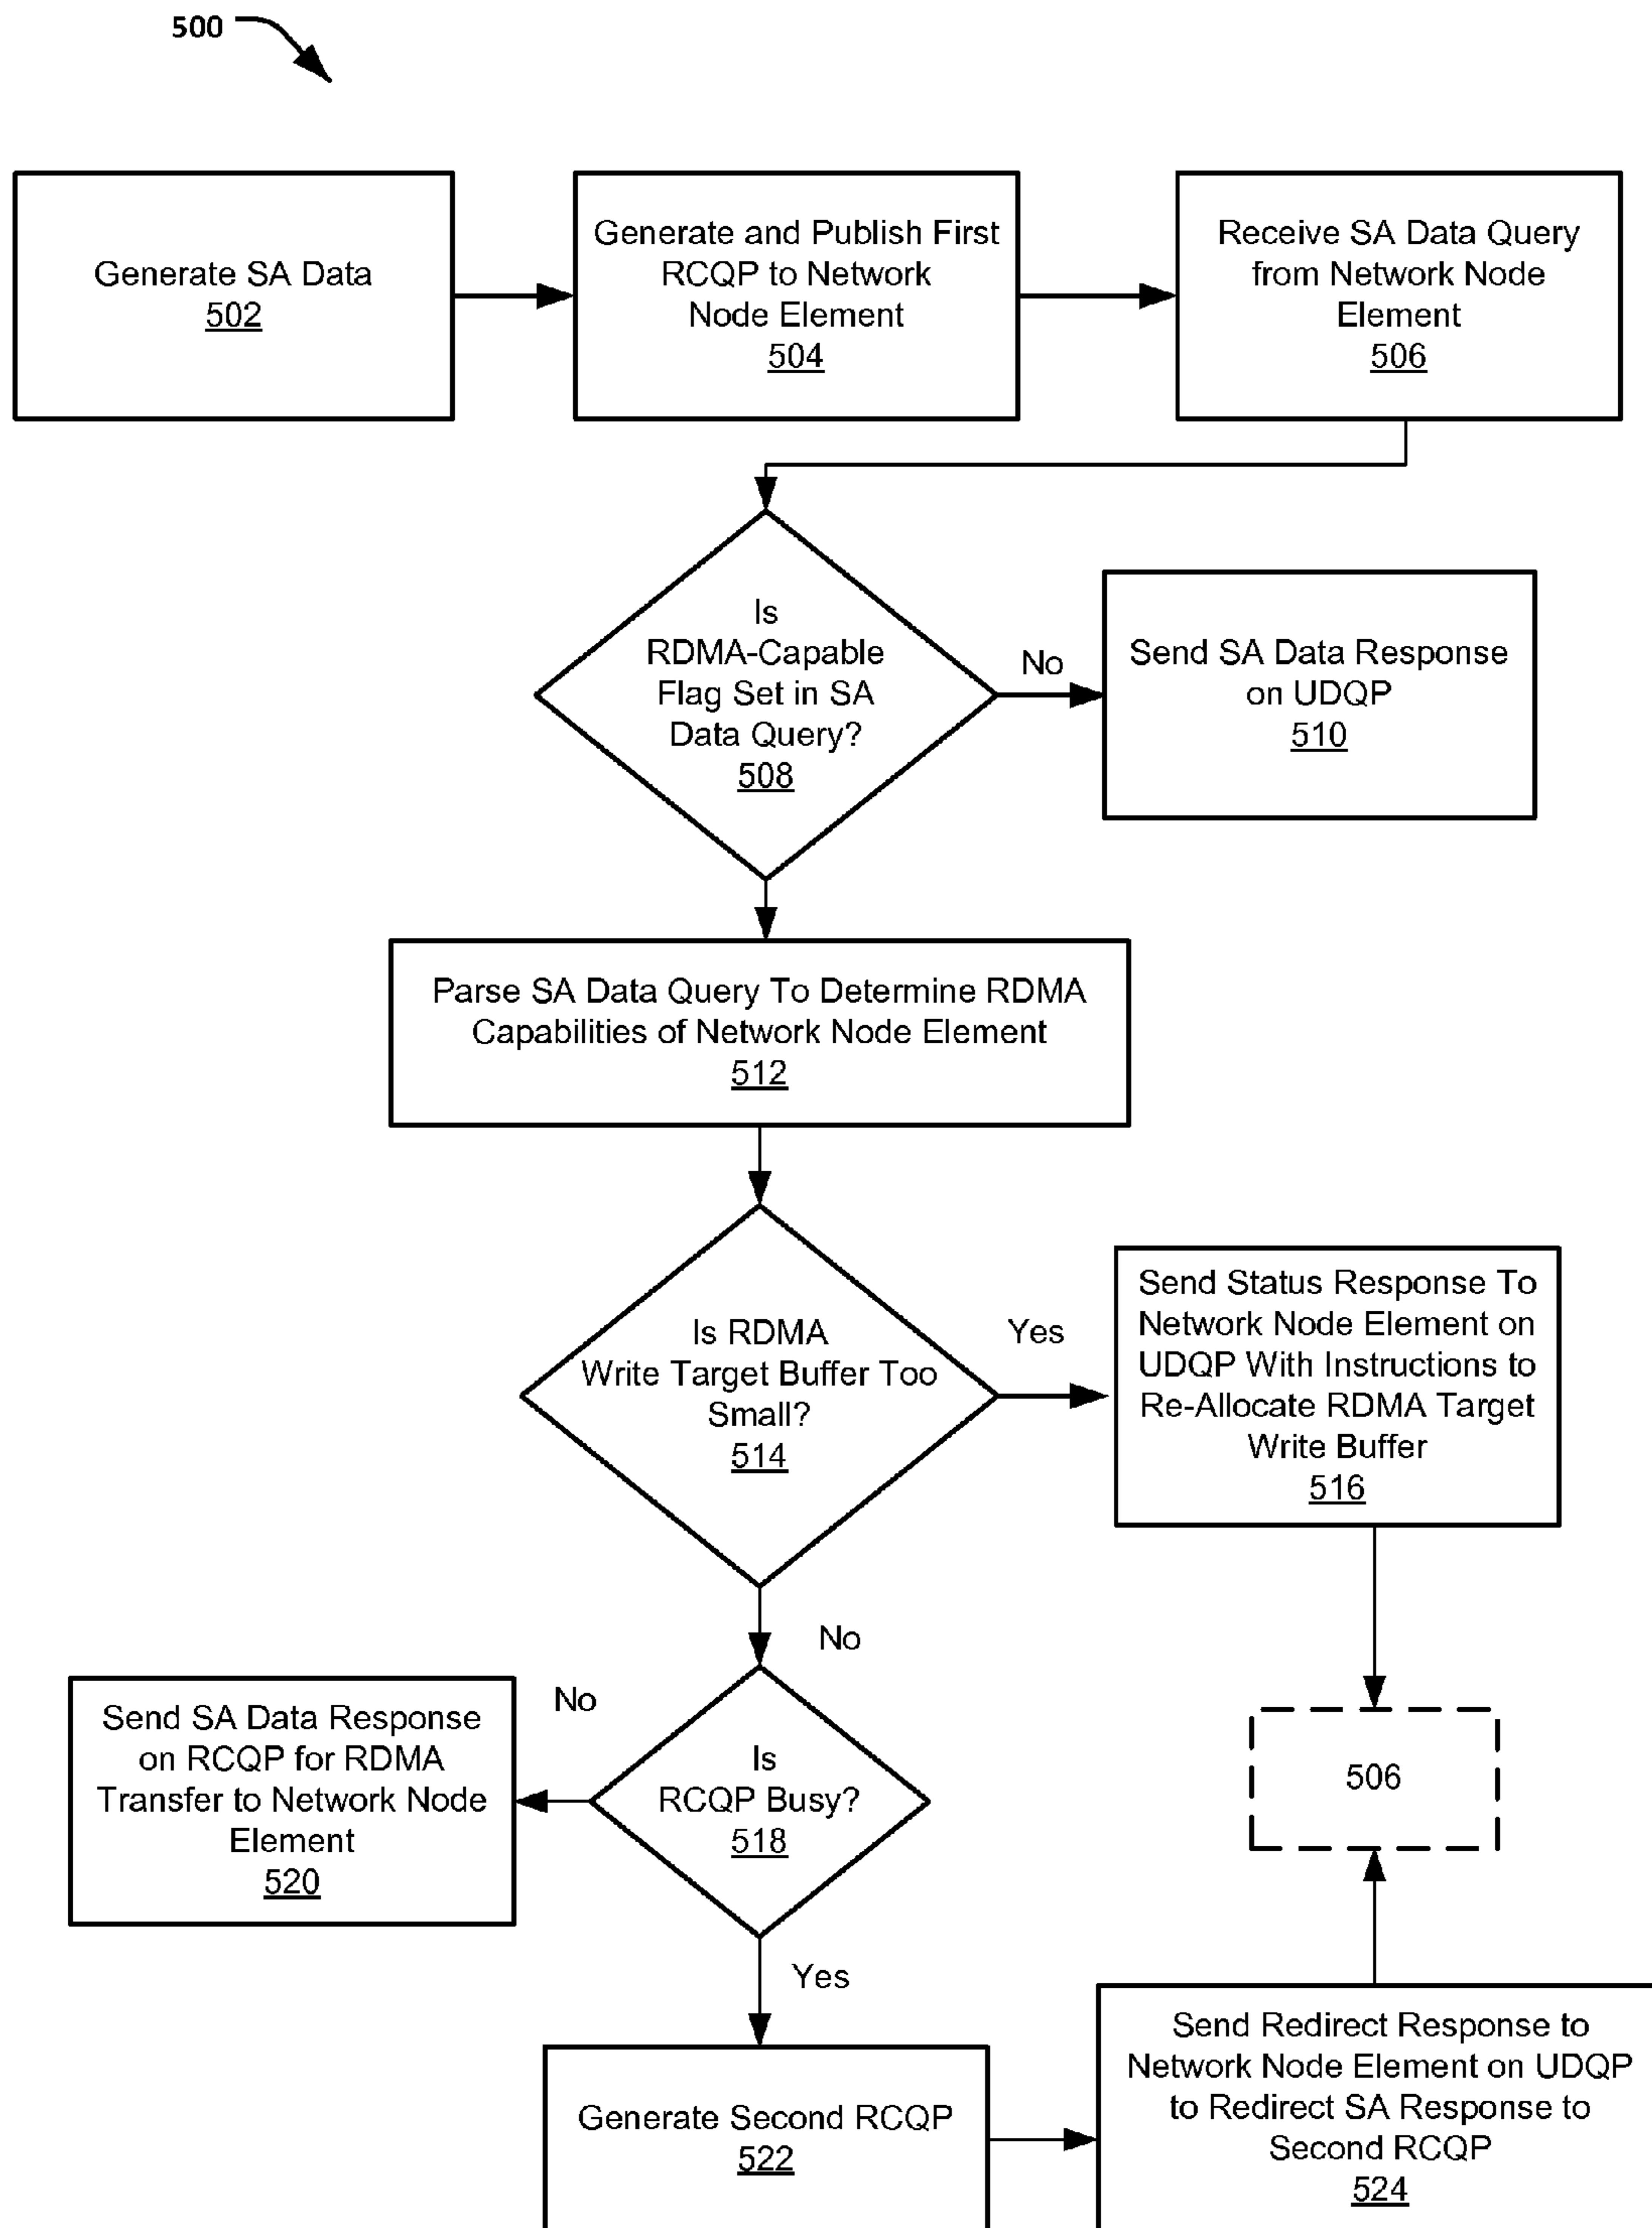 500
Generate SA Data
502
Generate and Publish First
RCQP to Network
Node Element
504
Receive SA Data Query
from Network Node
Element
506
Is
RDMA-Capable
Flag Set in SA
Data Query?
508
No
Send SA Data Response
on UDQP
510
Parse SA Data Query To Determine RDMA
Capabilities of Network Node Element
512
Is RDMA
Write Target Buffer Too
Small?
514
Yes
Send Status Response To
Network Node Element on
UDQP With Instructions to
Re-Allocate RDMA Target
Write Buffer
516
No
Is
RCQP Busy?
518
No
Send SA Data Response
on RCQP for RDMA
Transfer to Network Node
Element
520
506
Yes
Generate Second RCQP
522
Send Redirect Response to
Network Node Element on UDQP
to Redirect SA Response to
Second RCQP
524